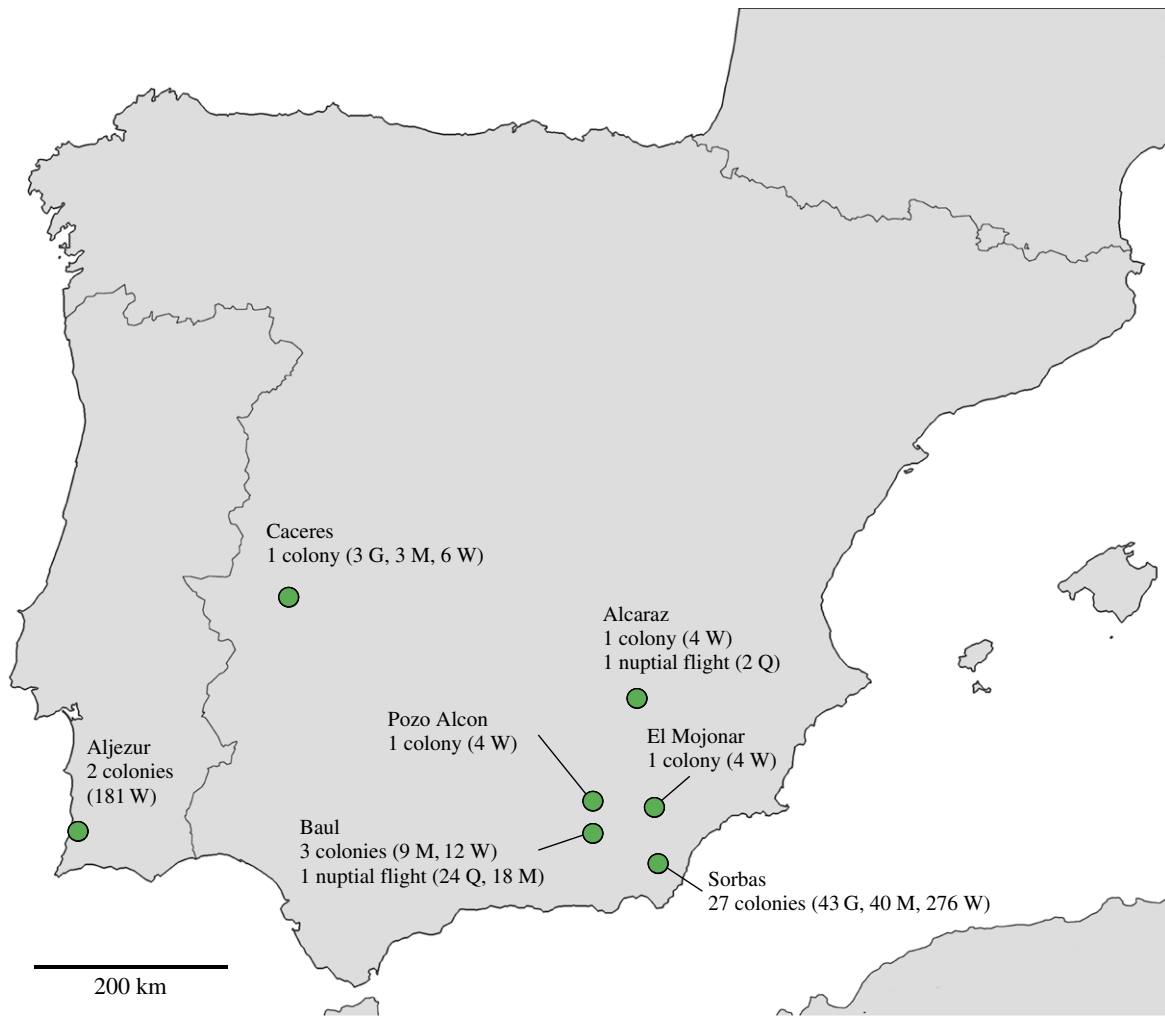 Caceres
1 colony (3 G, 3 M, 6 W)
Alcaraz
1 colony (4 W)
1 nuptial flight (2 Q)
Pozo Alcon
1 colony (4 W)
El Mojonar
1 colony (4 W)
Aljezur
2 colonies
(181 W)
Baul
3 colonies (9 M, 12 W)
1 nuptial flight (24 Q, 18 M)
Sorbas
27 colonies (43 G, 40 M, 276 W)
200 km